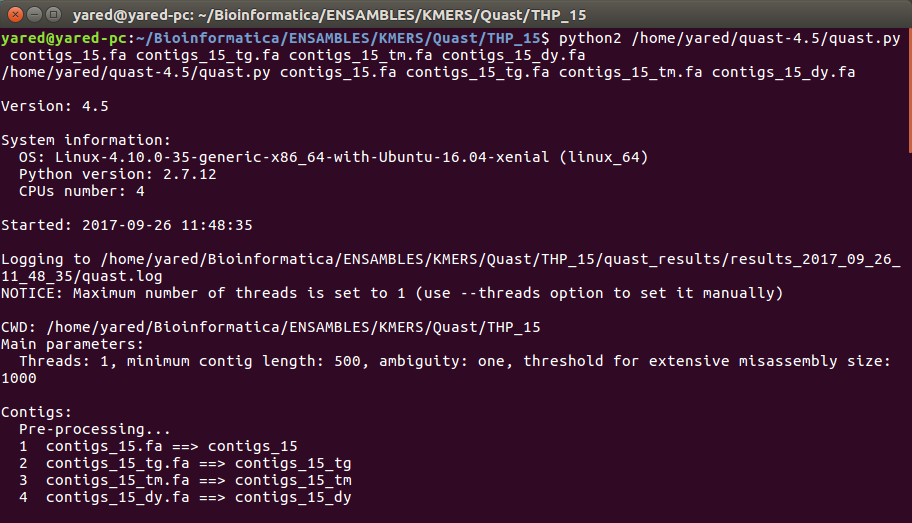 yared@yared-pc: ~/Bioinformatica/ENSAMBLES/KMERS/Quast/THP_15
yared@yared-pc:~/Bioinformatica/ENSAMBLES/KMERS/Quast/THP_15$ python2 /home/yared/quast-4.5/quast.py
contigs_15.fa contigs_15_tg.fa contigs_15_tm.fa contigs_15_dy.fa
/home/yared/quast-4.5/quast.py contigs_15.fa contigs_15_tg.fa contigs_15_tm.fa contigs_15_dy.fa
Version: 4.5
System information:
OS: Linux-4.10.0-35-generic-x86_64-with-Ubuntu-16.04-xenial (linux_64)
Python version: 2.7.12
CPUs number: 4
Started: 2017-09-26 11:48:35
Logging to /home/yared/Bioinformatica/ENSAMBLES/KMERS/Quast/THP_15/quast_results/results_2017_09_26_
11_48_35/quast.log
NOTICE: Maximum number of threads is set to 1 (use --threads option to set it manually)
CWD: /home/yared/Bioinformatica/ENSAMBLES/KMERS/Quast/THP_15
Main parameters:
Threads: 1, minimum contig length: 500, ambiguity: one, threshold for extensive misassembly size:
1000
Contigs:
Pre-processing...
1 contigs_15.fa ==> contigs_15
2 contigs_15_tg.fa ==> contigs_15_tg
3 contigs_15_tm.fa ==> contigs_15_tm
4 contigs_15_dy.fa ==> contigs_15_dy